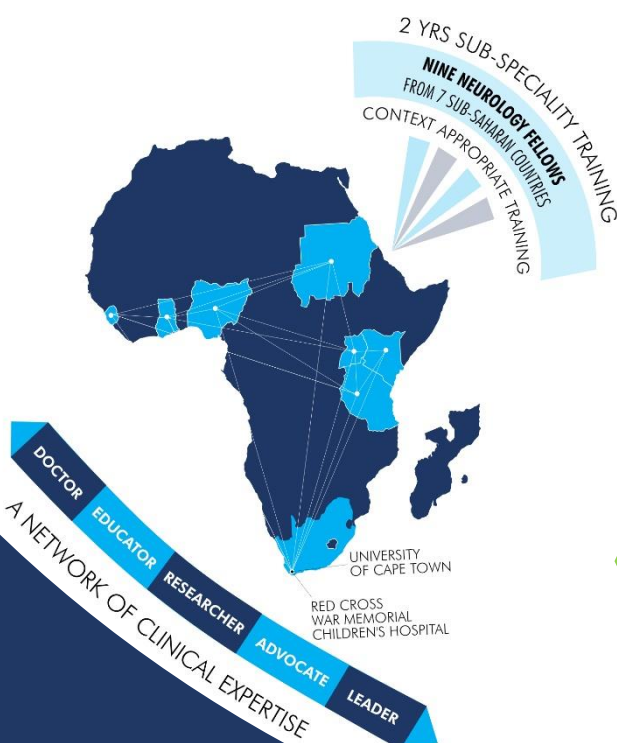 2 YRS SUB-SPECIALITY TRAINING
NINE NEUROLOGY FELLOWS
FROM 7 SUB-SAHARAN COUNTRIES
CONTEXT APPROPRIATE TRAINING
UNIVERSITY
OF CAPE TOWN
RED CROSS
WAR MEMORIAL
CHILDREN'S HOSPITAL
DOCTOR
EDUCATOR
RESEARCHER
ADVOCATE
LEADER
A NETWORK OF CLINICAL EXPERTISE